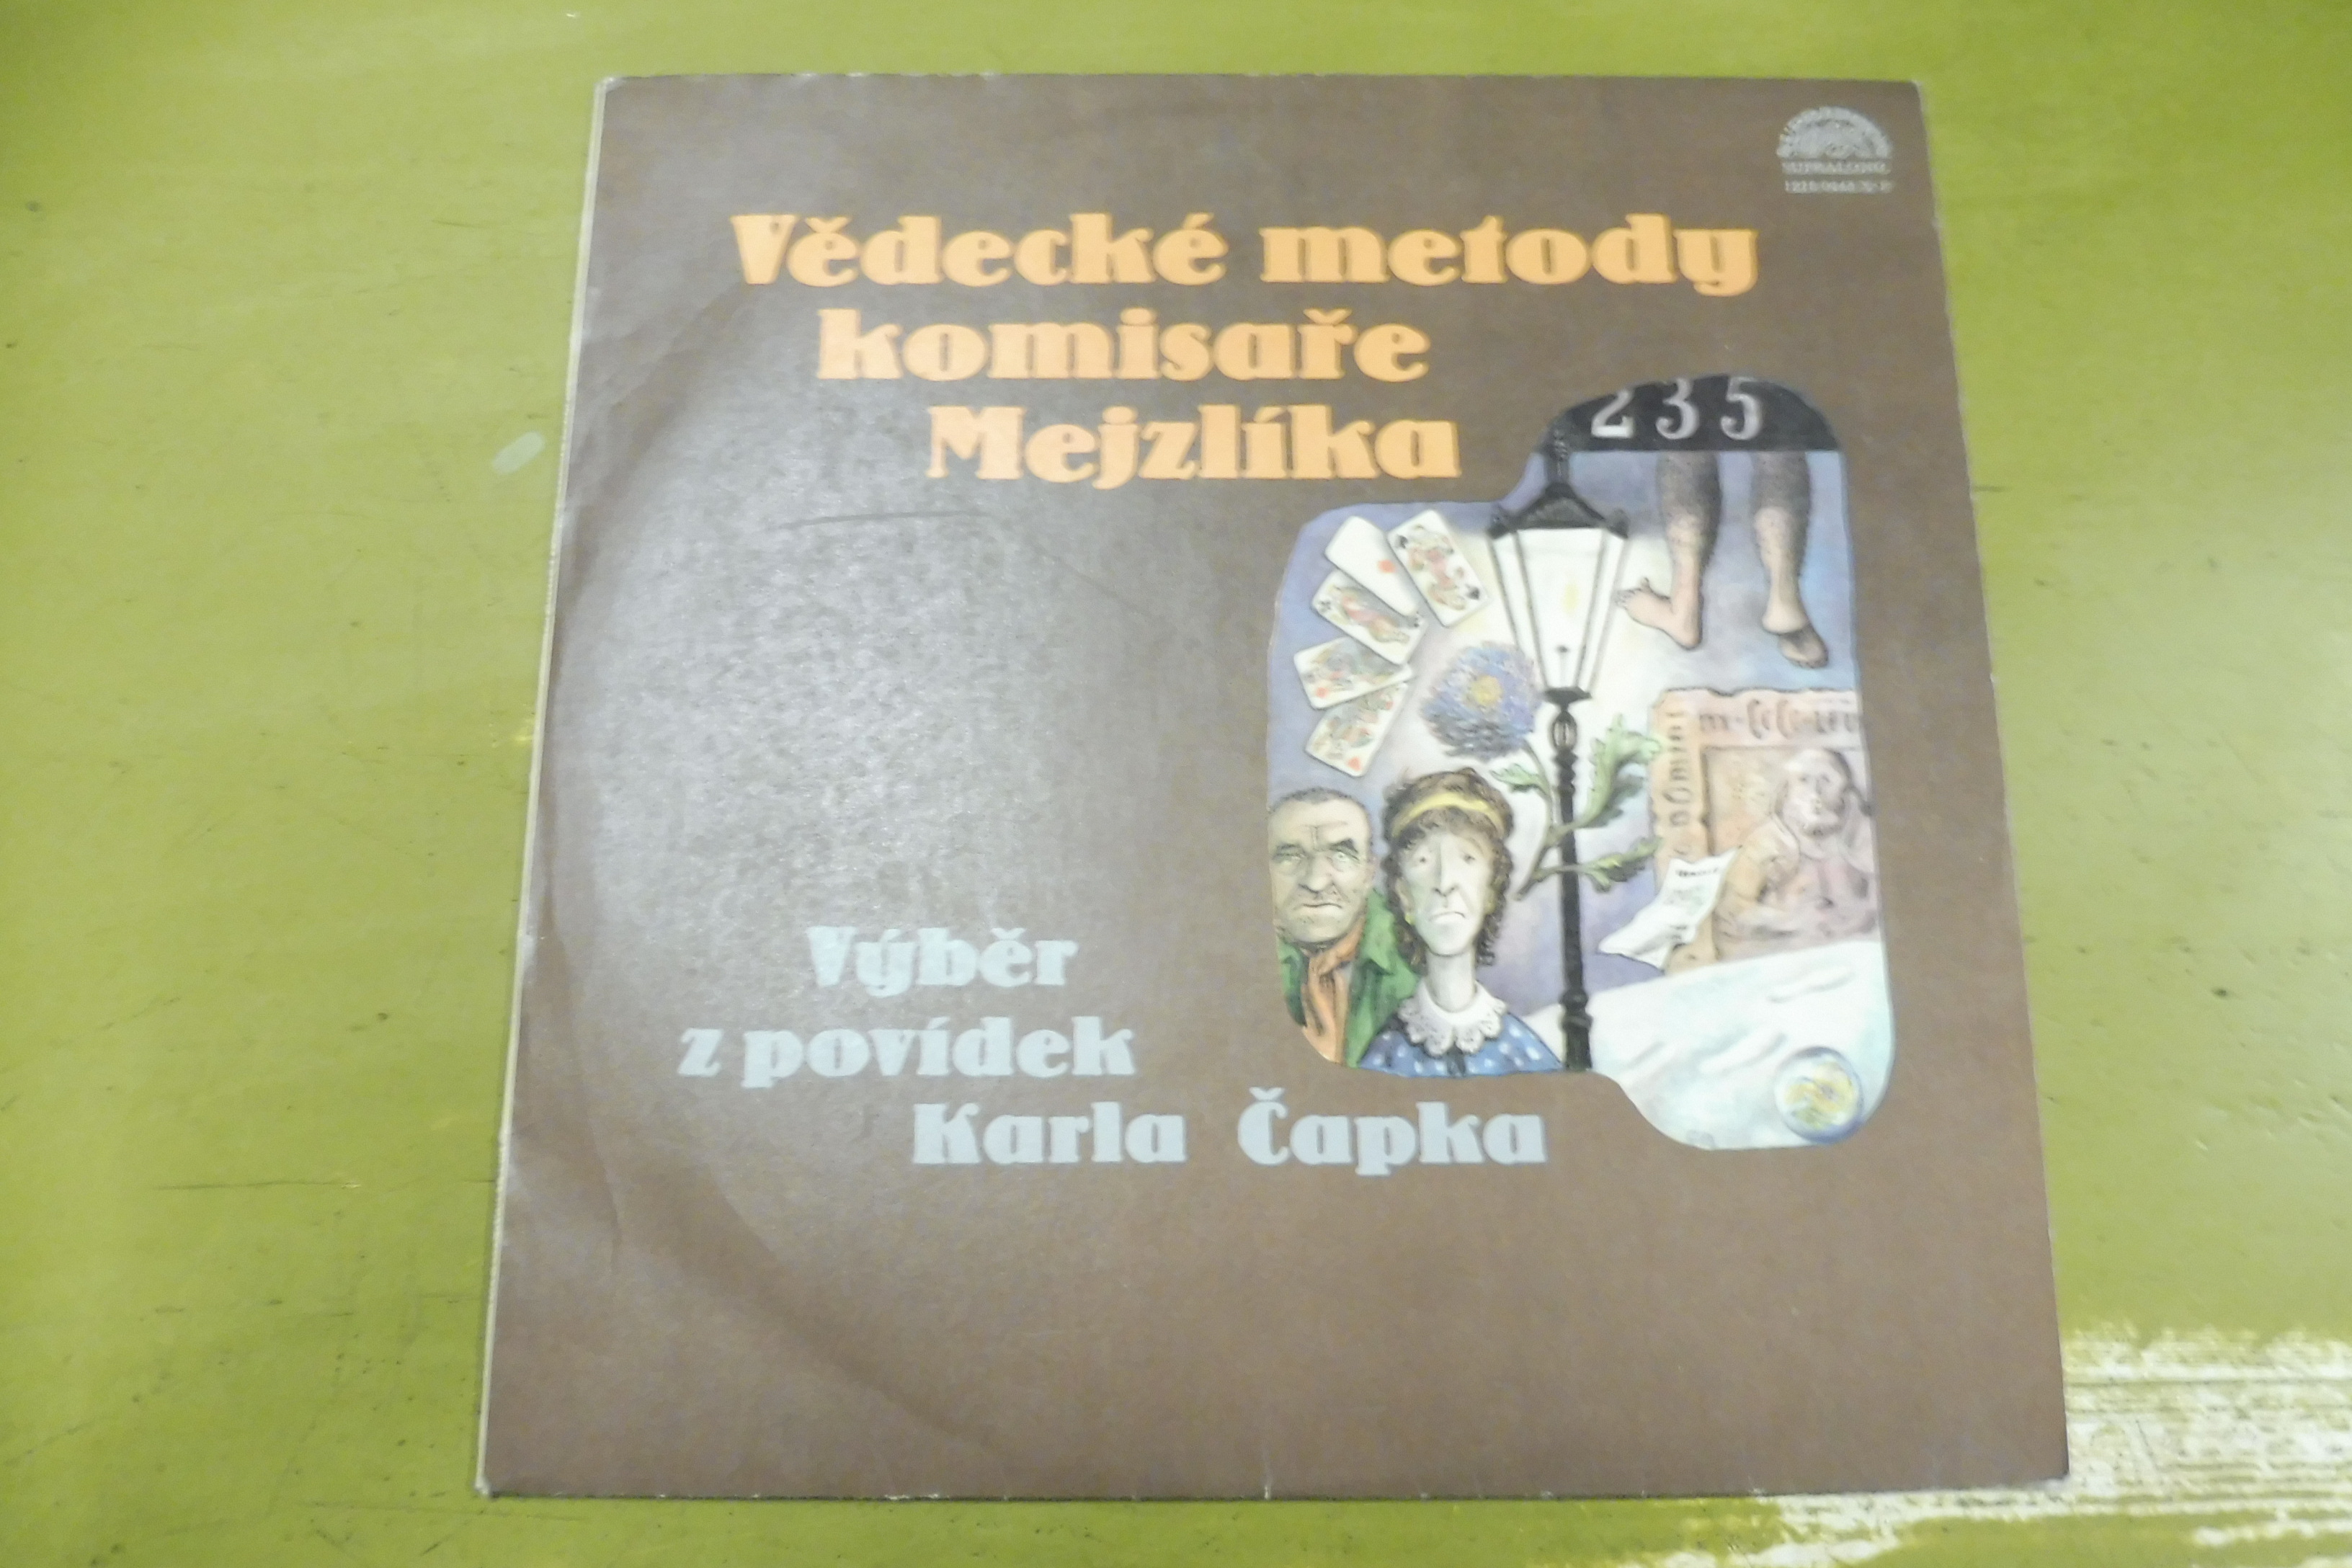 SUPRAPHON
Vědecké metody
komisaře
Mejzlíka
235
Výběr
z povídek
Karla Čapka